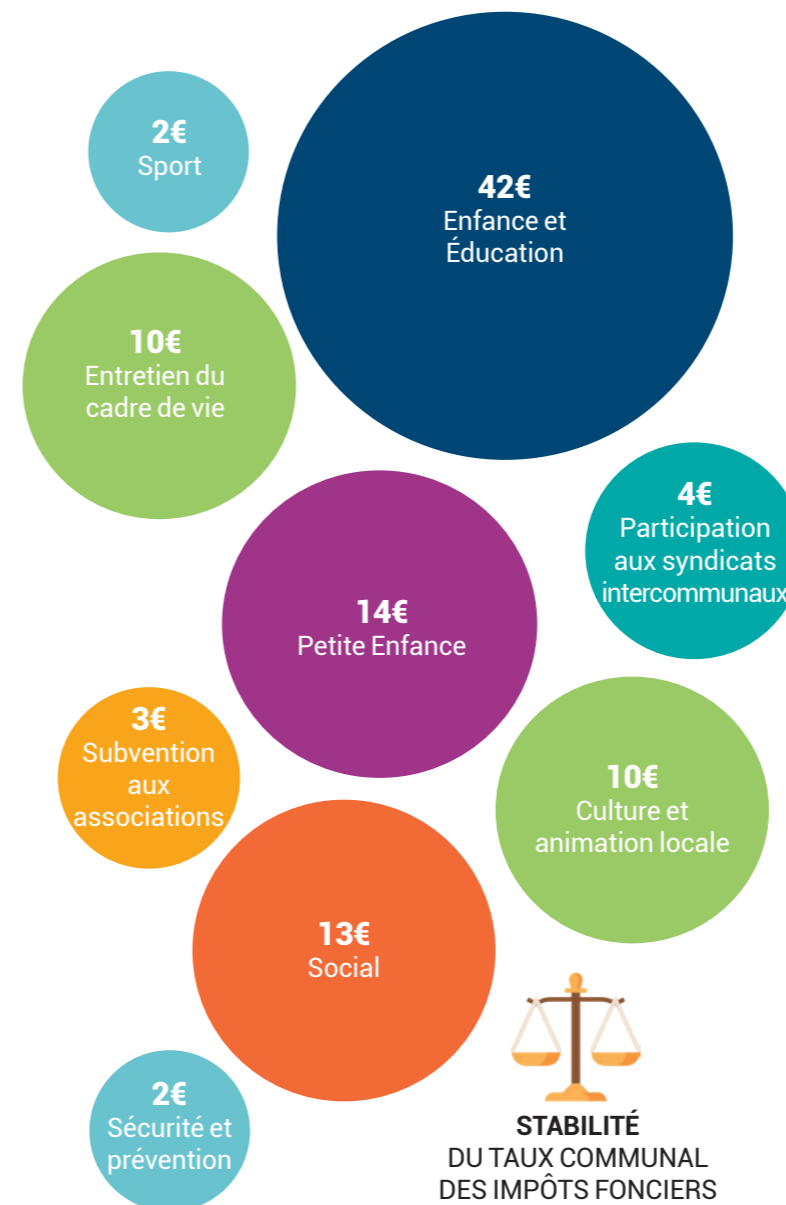 2€
Sport
42€
Enfance et
Éducation
10€
Entretien du
cadre de vie
4€
Participation
aux syndicats
intercommunaux
14€
Petite Enfance
3€
Subvention
aux
associations
10€
Culture et
animation locale
13€
Social
2€
Sécurité et
prévention
STABILITÉ
DU TAUX COMMUNAL
DES IMPÔTS FONCIERS